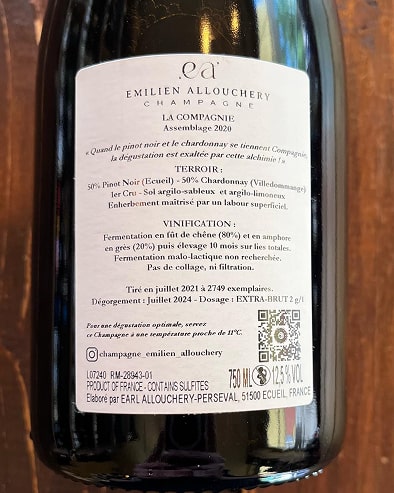 ea
EMILIEN ALLOUCHERY
CHAMPAGNE
LA COMPAGNIE
Assemblage 2020
« Quand le pinot noir et le chardonnay se tiennent Compagnie,
la dégustation est exaltée par cette alchimie ! »
TERROIR :
50% Pinot Noir (Ecueil) - 50% Chardonnay (Villedommange)
1er Cru - Sol argilo-sableux et argilo-limoneux
Enherbement maîtrisé par un labour superficiel.
VINIFICATION :
Fermentation en fût de chêne (80%) et en amphore
en grès (20%) puis élevage 10 mois sur lies totales.
Fermentation malo-lactique non recherchée.
Pas de collage, ni filtration.
Tiré en juillet 2021 à 2749 exemplaires.
Dégorgement : Juillet 2024 - Dosage : EXTRA-BRUT 2 g/l
Pour une dégustation optimale, servez
ce Champagne à une température proche de 11°C.
champagne_emilien_allouchery
L07240 RM-28943-01
PRODUCT OF FRANCE - CONTAINS SULFITES
750 ML 12,5 % VOL
Elaboré par EARL ALLOUCHERY-PERSEVAL, 51500 ECUEIL, FRANCE